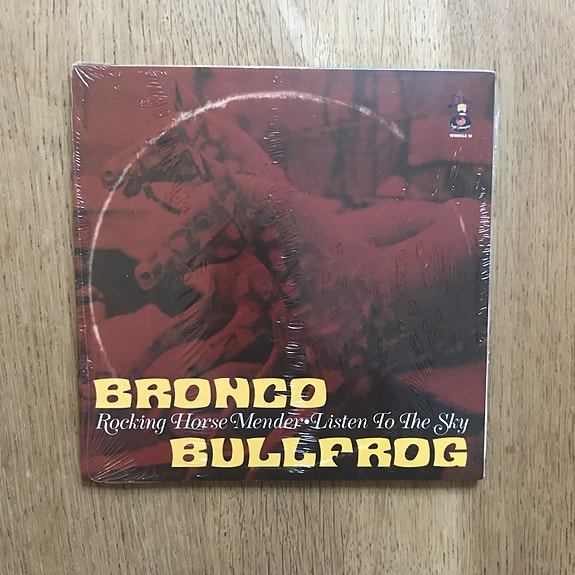 BRONCO
Rocking Horse Mender•Listen To The Sky
BULLFROG